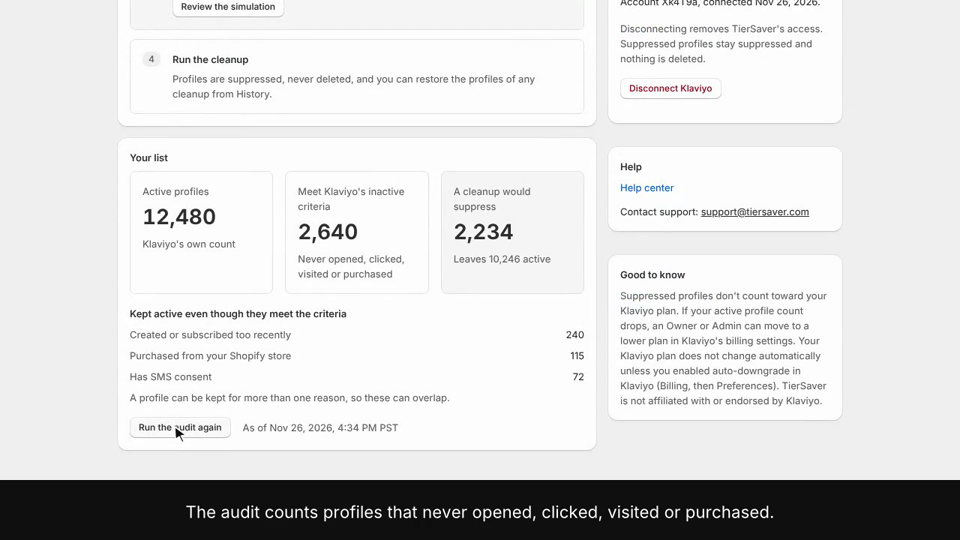 Review the simulation
4
Run the cleanup
Profiles are suppressed, never deleted, and you can restore the profiles of any
cleanup from History.
Your list
Active profiles
12,480
Klaviyo's own count
Meet Klaviyo's inactive
criteria
2,640
Never opened, clicked,
visited or purchased
A cleanup would
suppress
2,234
Leaves 10,246 active
Kept active even though they meet the criteria
Created or subscribed too recently 240
Purchased from your Shopify store 115
Has SMS consent 72
A profile can be kept for more than one reason, so these can overlap.
Run the audit again As of Nov 26, 2026, 4:34 PM PST
Account Xk4T9a, connected Nov 26, 2026.
Disconnecting removes TierSaver's access.
Suppressed profiles stay suppressed and
nothing is deleted.
Disconnect Klaviyo
Help
Help center
Contact support: support@tiersaver.com
Good to know
Suppressed profiles don't count toward your
Klaviyo plan. If your active profile count
drops, an Owner or Admin can move to a
lower plan in Klaviyo's billing settings. Your
Klaviyo plan does not change automatically
unless you enabled auto-downgrade in
Klaviyo (Billing, then Preferences). TierSaver
is not affiliated with or endorsed by Klaviyo.
The audit counts profiles that never opened, clicked, visited or purchased.